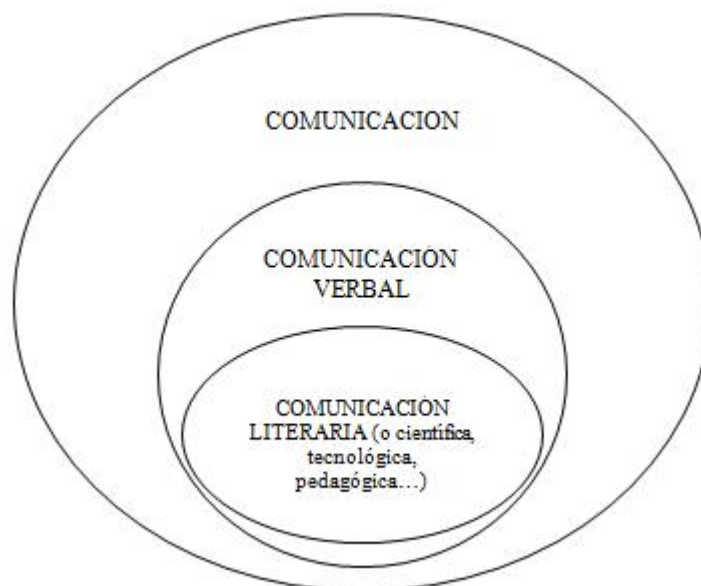 COMUNICACION
COMUNICACIÓN
VERBAL
COMUNICACIÓN
LITERARIA (o científica,
tecnológica,
pedagógica…)